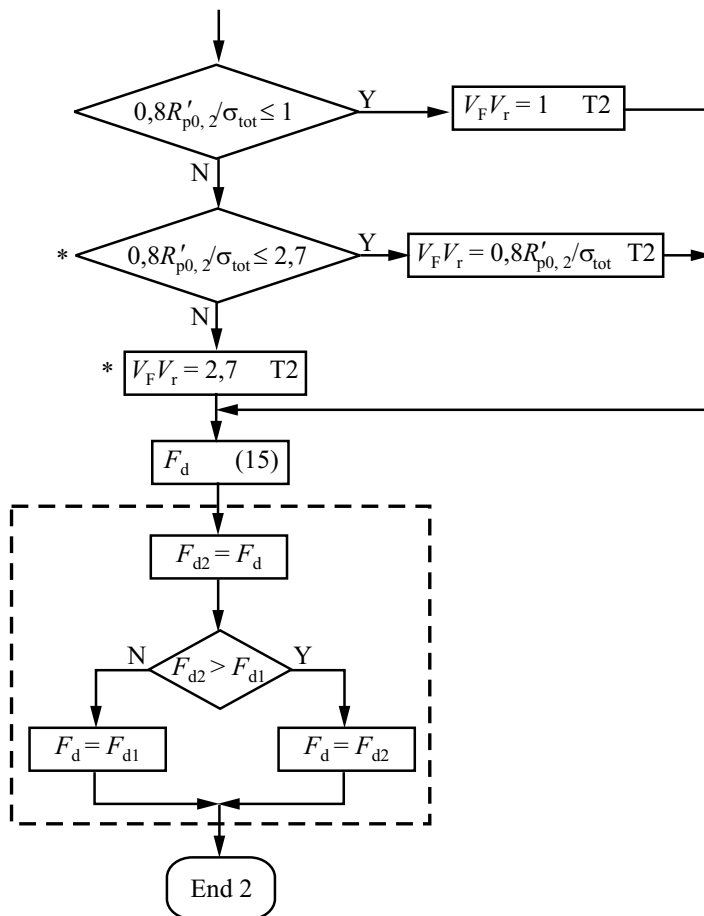 0,8R′p0, 2/σtot ≤ 1
Y
VFVr = 1 T2
N
* 0,8R′p0, 2/σtot ≤ 2,7
Y
VFVr = 0,8R′p0, 2/σtot T2
N
* VFVr = 2,7 T2
Fd (15)
Fd2 = Fd
N
Fd2 > Fd1
Y
Fd = Fd1
Fd = Fd2
End 2